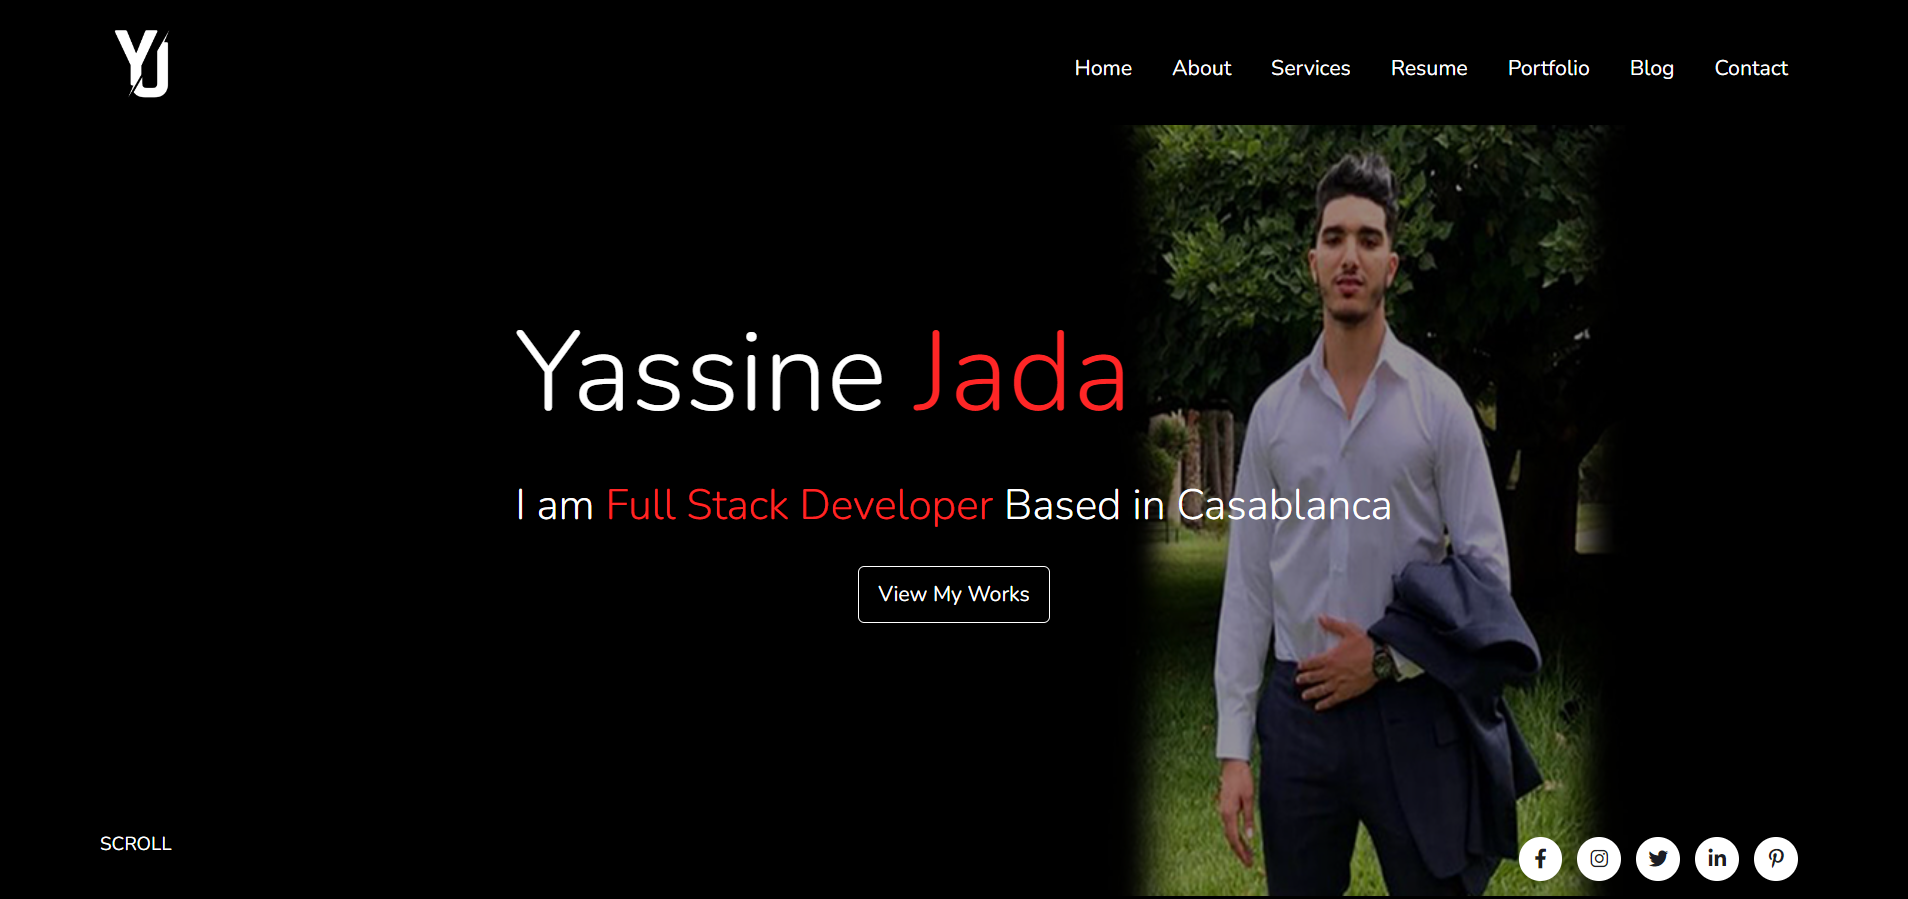 YJ
Home About Services Resume Portfolio Blog Contact
Yassine Jada
I am Full Stack Developer Based in Casablanca
View My Works
SCROLL